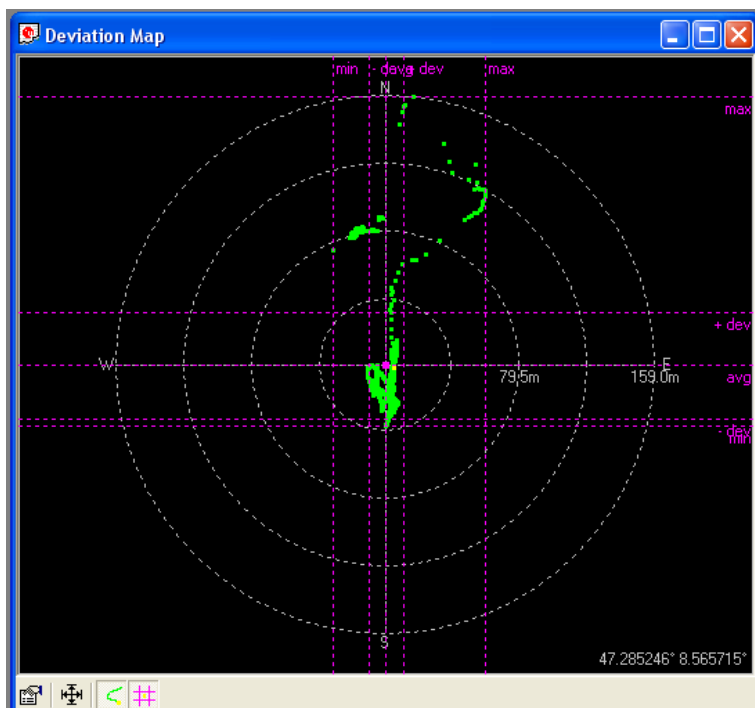 Deviation Map
min - dev avg + dev max
N
max
+ dev
W E
79.5m 159.0m avg
- dev
min
S
47.285246° 8.565715°